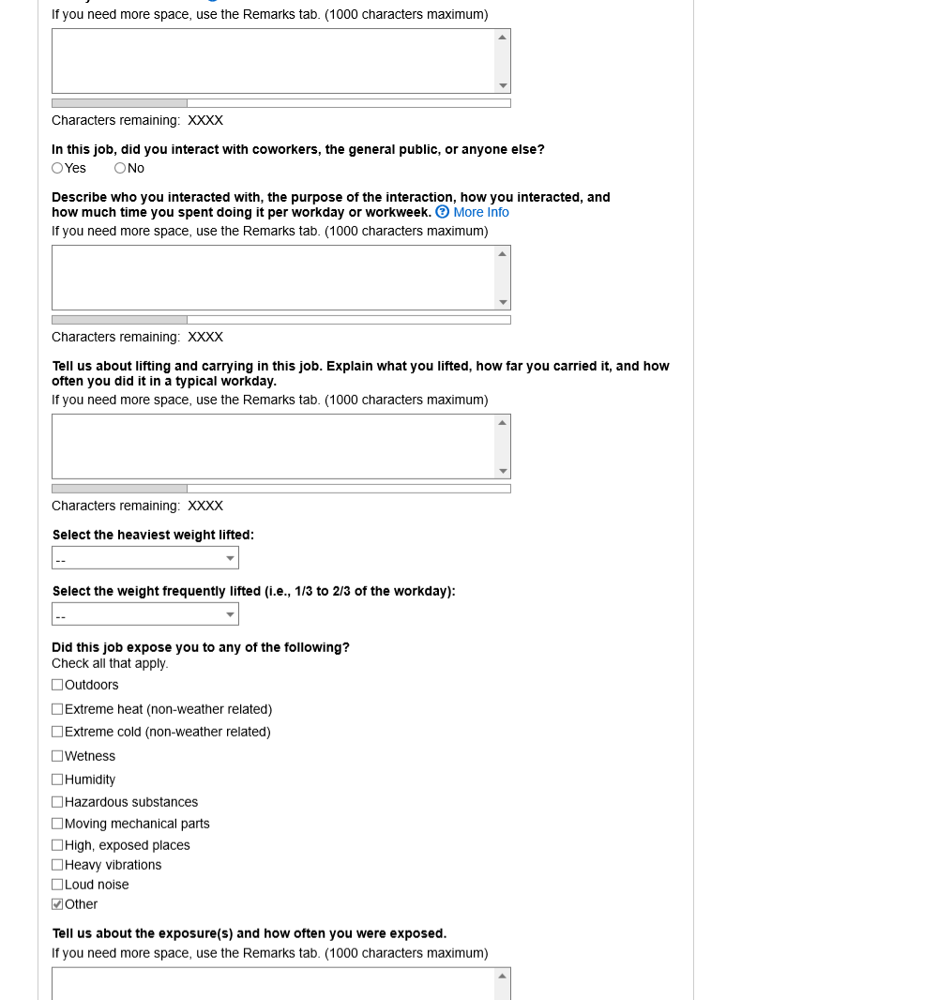 If you need more space, use the Remarks tab. (1000 characters maximum)
Characters remaining: XXXX
In this job, did you interact with coworkers, the general public, or anyone else?
Yes No
Describe who you interacted with, the purpose of the interaction, how you interacted, and
how much time you spent doing it per workday or workweek. More Info
If you need more space, use the Remarks tab. (1000 characters maximum)
Characters remaining: XXXX
Tell us about lifting and carrying in this job. Explain what you lifted, how far you carried it, and how
often you did it in a typical workday.
If you need more space, use the Remarks tab. (1000 characters maximum)
Characters remaining: XXXX
Select the heaviest weight lifted:
--
Select the weight frequently lifted (i.e., 1/3 to 2/3 of the workday):
--
Did this job expose you to any of the following?
Check all that apply.
Outdoors
Extreme heat (non-weather related)
Extreme cold (non-weather related)
Wetness
Humidity
Hazardous substances
Moving mechanical parts
High, exposed places
Heavy vibrations
Loud noise
Other
Tell us about the exposure(s) and how often you were exposed.
If you need more space, use the Remarks tab. (1000 characters maximum)